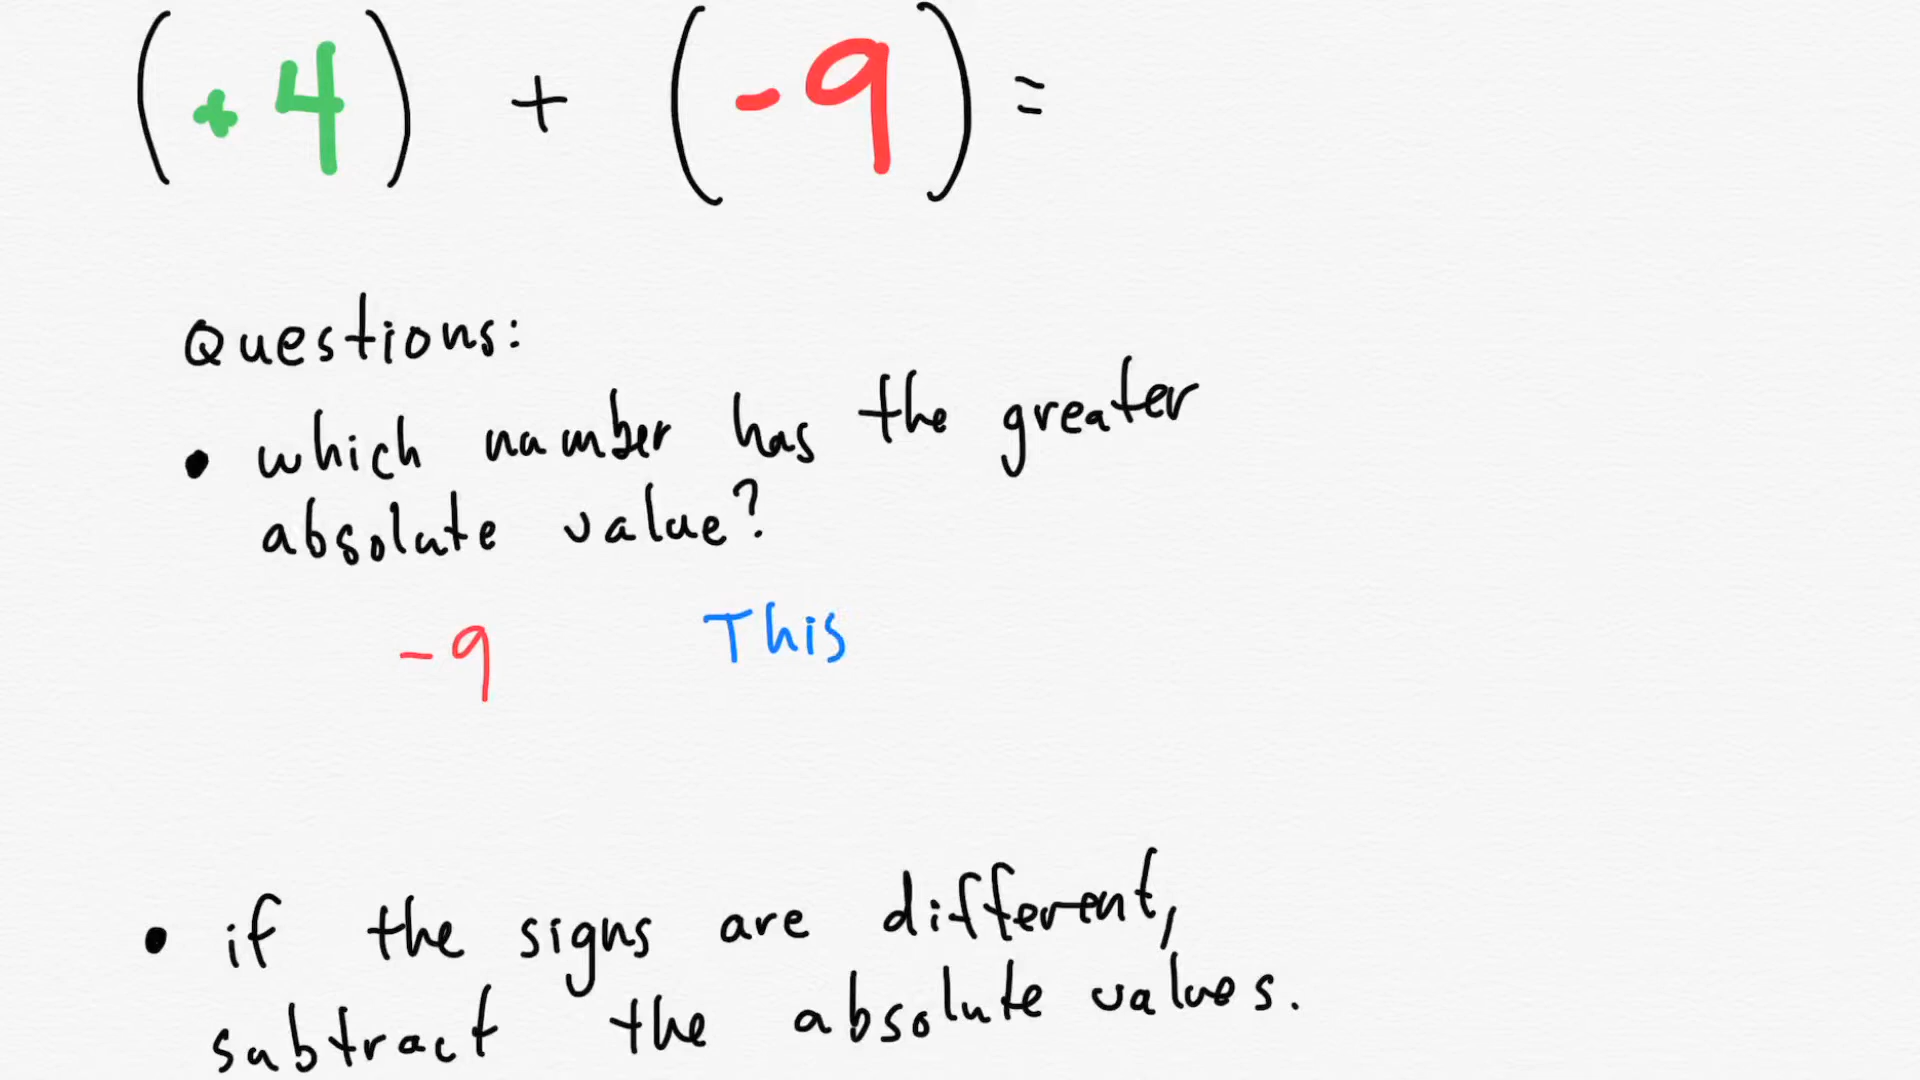 (+4) + (-9) =
Questions:
• which number has the greater
absolute value?
-9 This
• if the signs are different,
subtract the absolute values.